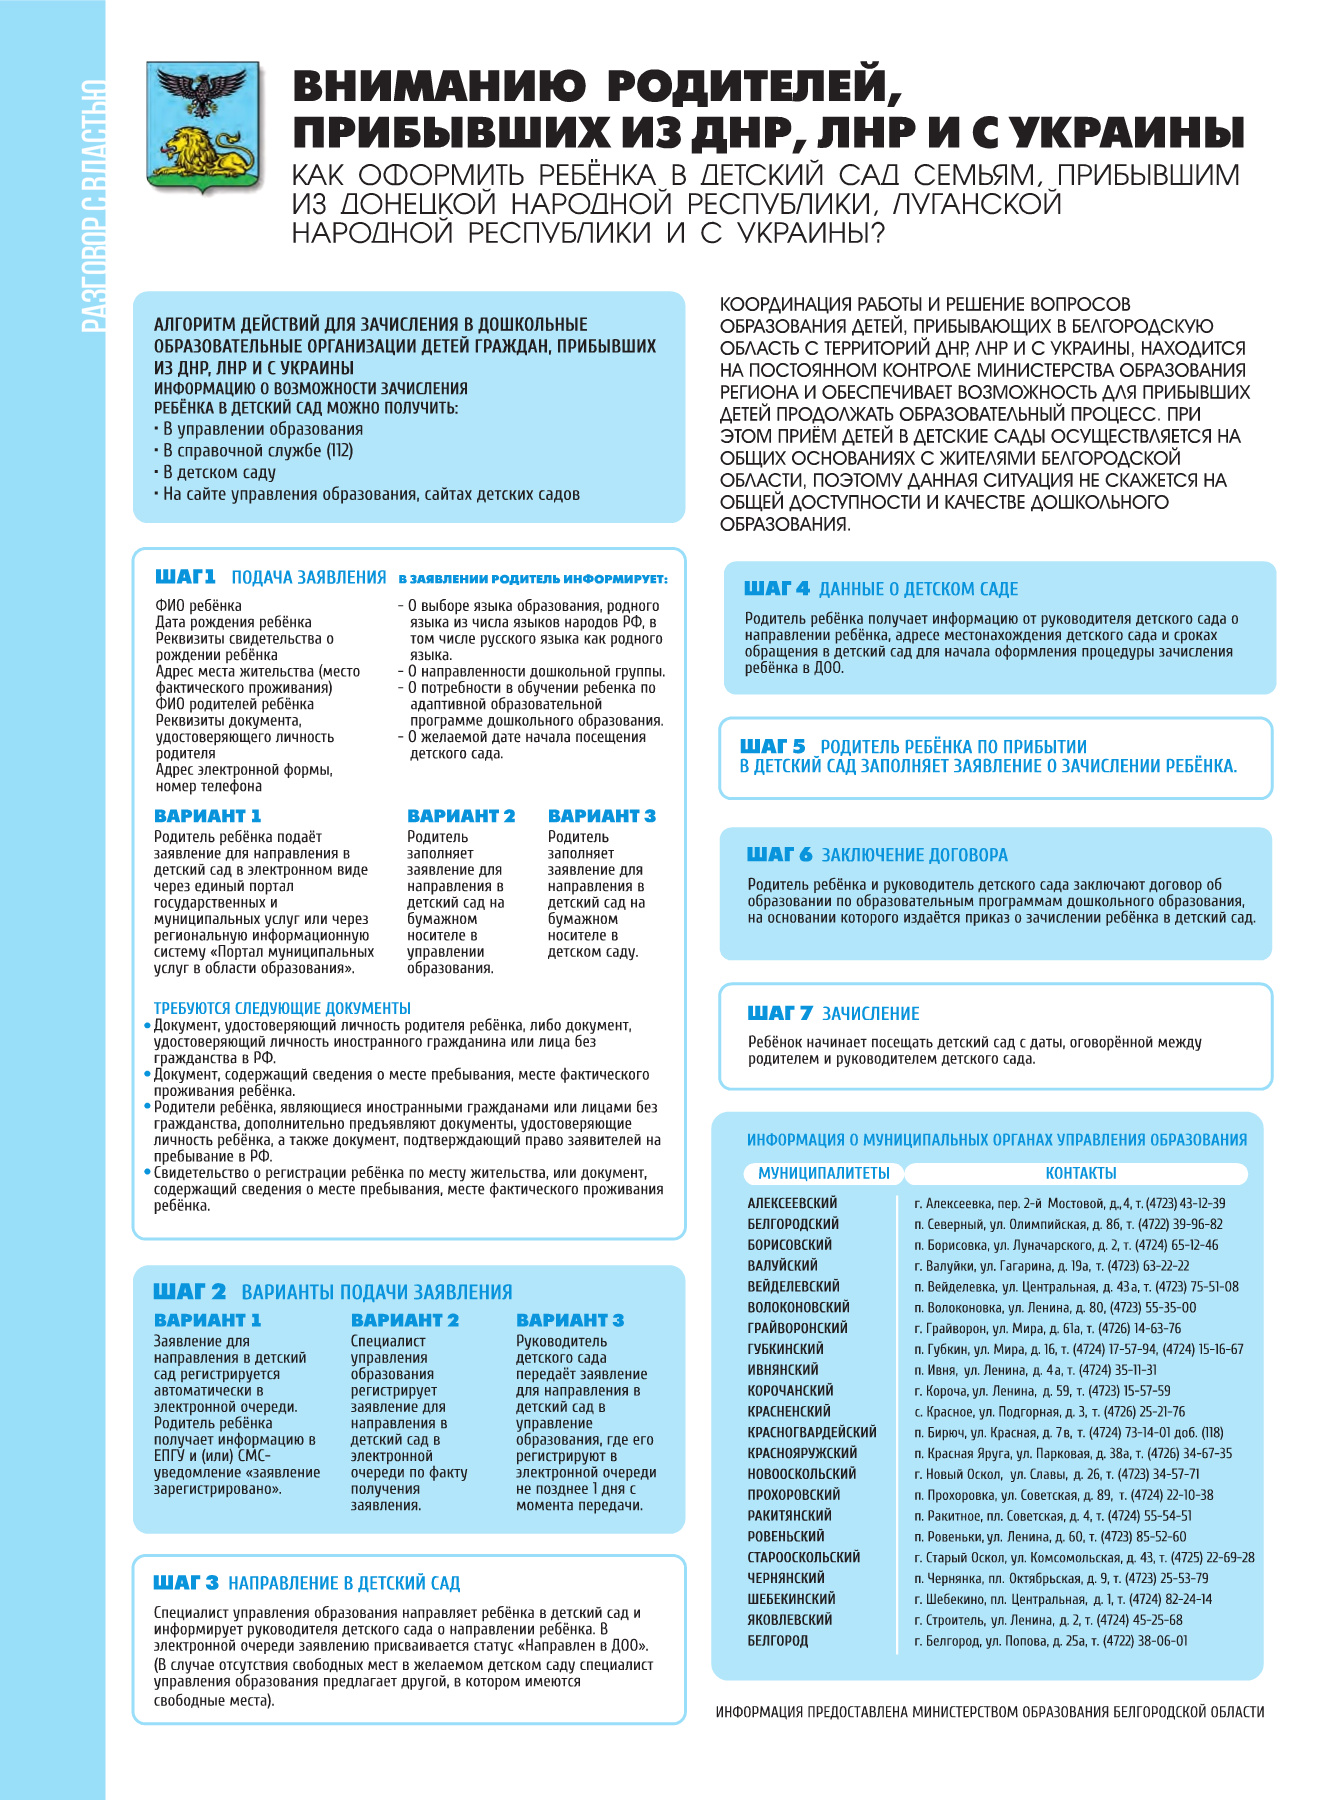 РАЗГОВОР С ВЛАСТЬЮ
ВНИМАНИЮ РОДИТЕЛЕЙ,
ПРИБЫВШИХ ИЗ ДНР, ЛНР И С УКРАИНЫ
КАК ОФОРМИТЬ РЕБЁНКА В ДЕТСКИЙ САД СЕМЬЯМ, ПРИБЫВШИМ
ИЗ ДОНЕЦКОЙ НАРОДНОЙ РЕСПУБЛИКИ, ЛУГАНСКОЙ
НАРОДНОЙ РЕСПУБЛИКИ И С УКРАИНЫ?
АЛГОРИТМ ДЕЙСТВИЙ ДЛЯ ЗАЧИСЛЕНИЯ В ДОШКОЛЬНЫЕ
ОБРАЗОВАТЕЛЬНЫЕ ОРГАНИЗАЦИИ ДЕТЕЙ ГРАЖДАН, ПРИБЫВШИХ
ИЗ ДНР, ЛНР И С УКРАИНЫ
ИНФОРМАЦИЮ О ВОЗМОЖНОСТИ ЗАЧИСЛЕНИЯ
РЕБЁНКА В ДЕТСКИЙ САД МОЖНО ПОЛУЧИТЬ:
· В управлении образования
· В справочной службе (112)
· В детском саду
· На сайте управления образования, сайтах детских садов
ШАГ 1 ПОДАЧА ЗАЯВЛЕНИЯ
ФИО ребёнка
Дата рождения ребёнка
Реквизиты свидетельства о
рождении ребёнка
Адрес места жительства (место
фактического проживания)
ФИО родителей ребёнка
Реквизиты документа,
удостоверяющего личность
родителя
Адрес электронной формы,
номер телефона
В ЗАЯВЛЕНИИ РОДИТЕЛЬ ИНФОРМИРУЕТ:
- О выборе языка образования, родного
языка из числа языков народов РФ, в
том числе русского языка как родного
языка.
- О направленности дошкольной группы.
- О потребности в обучении ребенка по
адаптивной образовательной
программе дошкольного образования.
- О желаемой дате начала посещения
детского сада.
ВАРИАНТ 1
Родитель ребёнка подаёт
заявление для направления в
детский сад в электронном виде
через единый портал
государственных и
муниципальных услуг или через
региональную информационную
систему «Портал муниципальных
услуг в области образования».
ВАРИАНТ 2
Родитель
заполняет
заявление для
направления в
детский сад на
бумажном
носителе в
управлении
образования.
ВАРИАНТ 3
Родитель
заполняет
заявление для
направления в
детский сад на
бумажном
носителе в
детском саду.
ТРЕБУЮТСЯ СЛЕДУЮЩИЕ ДОКУМЕНТЫ
• Документ, удостоверяющий личность родителя ребёнка, либо документ,
удостоверяющий личность иностранного гражданина или лица без
гражданства в РФ.
• Документ, содержащий сведения о месте пребывания, месте фактического
проживания ребёнка.
• Родители ребёнка, являющиеся иностранными гражданами или лицами без
гражданства, дополнительно предъявляют документы, удостоверяющие
личность ребёнка, а также документ, подтверждающий право заявителей на
пребывание в РФ.
• Свидетельство о регистрации ребёнка по месту жительства, или документ,
содержащий сведения о месте пребывания, месте фактического проживания
ребёнка.
ШАГ 2 ВАРИАНТЫ ПОДАЧИ ЗАЯВЛЕНИЯ
ВАРИАНТ 1
Заявление для
направления в детский
сад регистрируется
автоматически в
электронной очереди.
Родитель ребёнка
получает информацию в
ЕПГУ и (или) СМС-
уведомление «заявление
зарегистрировано».
ВАРИАНТ 2
Специалист
управления
образования
регистрирует
заявление для
направления в
детский сад в
электронной
очереди по факту
получения
заявления.
ВАРИАНТ 3
Руководитель
детского сада
передаёт заявление
для направления в
детский сад в
управление
образования, где его
регистрируют в
электронной очереди
не позднее 1 дня с
момента передачи.
ШАГ 3 НАПРАВЛЕНИЕ В ДЕТСКИЙ САД
Специалист управления образования направляет ребёнка в детский сад и
информирует руководителя детского сада о направлении ребёнка. В
электронной очереди заявлению присваивается статус «Направлен в ДОО».
(В случае отсутствия свободных мест в желаемом детском саду специалист
управления образования предлагает другой, в котором имеются
свободные места).
КООРДИНАЦИЯ РАБОТЫ И РЕШЕНИЕ ВОПРОСОВ
ОБРАЗОВАНИЯ ДЕТЕЙ, ПРИБЫВАЮЩИХ В БЕЛГОРОДСКУЮ
ОБЛАСТЬ С ТЕРРИТОРИЙ ДНР, ЛНР И С УКРАИНЫ, НАХОДИТСЯ
НА ПОСТОЯННОМ КОНТРОЛЕ МИНИСТЕРСТВА ОБРАЗОВАНИЯ
РЕГИОНА И ОБЕСПЕЧИВАЕТ ВОЗМОЖНОСТЬ ДЛЯ ПРИБЫВШИХ
ДЕТЕЙ ПРОДОЛЖАТЬ ОБРАЗОВАТЕЛЬНЫЙ ПРОЦЕСС. ПРИ
ЭТОМ ПРИЁМ ДЕТЕЙ В ДЕТСКИЕ САДЫ ОСУЩЕСТВЛЯЕТСЯ НА
ОБЩИХ ОСНОВАНИЯХ С ЖИТЕЛЯМИ БЕЛГОРОДСКОЙ
ОБЛАСТИ, ПОЭТОМУ ДАННАЯ СИТУАЦИЯ НЕ СКАЖЕТСЯ НА
ОБЩЕЙ ДОСТУПНОСТИ И КАЧЕСТВЕ ДОШКОЛЬНОГО
ОБРАЗОВАНИЯ.
ШАГ 4 ДАННЫЕ О ДЕТСКОМ САДЕ
Родитель ребёнка получает информацию от руководителя детского сада о
направлении ребёнка, адресе местонахождения детского сада и сроках
обращения в детский сад для начала оформления процедуры зачисления
ребёнка в ДОО.
ШАГ 5 РОДИТЕЛЬ РЕБЁНКА ПО ПРИБЫТИИ
В ДЕТСКИЙ САД ЗАПОЛНЯЕТ ЗАЯВЛЕНИЕ О ЗАЧИСЛЕНИИ РЕБЁНКА.
ШАГ 6 ЗАКЛЮЧЕНИЕ ДОГОВОРА
Родитель ребёнка и руководитель детского сада заключают договор об
образовании по образовательным программам дошкольного образования,
на основании которого издаётся приказ о зачислении ребёнка в детский сад.
ШАГ 7 ЗАЧИСЛЕНИЕ
Ребёнок начинает посещать детский сад с даты, оговорённой между
родителем и руководителем детского сада.
ИНФОРМАЦИЯ О МУНИЦИПАЛЬНЫХ ОРГАНАХ УПРАВЛЕНИЯ ОБРАЗОВАНИЯ
МУНИЦИПАЛИТЕТЫ КОНТАКТЫ
АЛЕКСЕЕВСКИЙ г. Алексеевка, пер. 2-й Мостовой, д., 4, т. (4723) 43-12-39
БЕЛГОРОДСКИЙ п. Северный, ул. Олимпийская, д. 8б, т. (4722) 39-96-82
БОРИСОВСКИЙ п. Борисовка, ул. Луначарского, д. 2, т. (4724) 65-12-46
ВАЛУЙСКИЙ г. Валуйки, ул. Гагарина, д. 19а, т. (4723) 63-22-22
ВЕЙДЕЛЕВСКИЙ п. Вейделевка, ул. Центральная, д. 43 а, т. (4723) 75-51-08
ВОЛОКОНОВСКИЙ п. Волоконовка, ул. Ленина, д. 80, (4723) 55-35-00
ГРАЙВОРОНСКИЙ г. Грайворон, ул. Мира, д. 61а, т. (4726) 14-63-76
ГУБКИНСКИЙ п. Губкин, ул. Мира, д. 16, т. (4724) 17-57-94, (4724) 15-16-67
ИВНЯНСКИЙ п. Ивня, ул. Ленина, д. 4 а, т. (4724) 35-11-31
КОРОЧАНСКИЙ г. Короча, ул. Ленина, д. 59, т. (4723) 15-57-59
КРАСНЕНСКИЙ с. Красное, ул. Подгорная, д. 3, т. (4726) 25-21-76
КРАСНОГВАРДЕЙСКИЙ п. Бирюч, ул. Красная, д. 7 в, т. (4724) 73-14-01 доб. (118)
КРАСНОЯРУЖСКИЙ п. Красная Яруга, ул. Парковая, д. 38а, т. (4726) 34-67-35
НОВООСКОЛЬСКИЙ г. Новый Оскол, ул. Славы, д. 26, т. (4723) 34-57-71
ПРОХОРОВСКИЙ п. Прохоровка, ул. Советская, д. 89, т. (4724) 22-10-38
РАКИТЯНСКИЙ п. Ракитное, пл. Советская, д. 4, т. (4724) 55-54-51
РОВЕНЬСКИЙ п. Ровеньки, ул. Ленина, д. 60, т. (4723) 85-52-60
СТАРООСКОЛЬСКИЙ г. Старый Оскол, ул. Комсомольская, д. 43, т. (4725) 22-69-28
ЧЕРНЯНСКИЙ п. Чернянка, пл. Октябрьская, д. 9, т. (4723) 25-53-79
ШЕБЕКИНСКИЙ г. Шебекино, пл. Центральная, д. 1, т. (4724) 82-24-14
ЯКОВЛЕВСКИЙ г. Строитель, ул. Ленина, д. 2, т. (4724) 45-25-68
БЕЛГОРОД г. Белгород, ул. Попова, д. 25а, т. (4722) 38-06-01
ИНФОРМАЦИЯ ПРЕДОСТАВЛЕНА МИНИСТЕРСТВОМ ОБРАЗОВАНИЯ БЕЛГОРОДСКОЙ ОБЛАСТИ